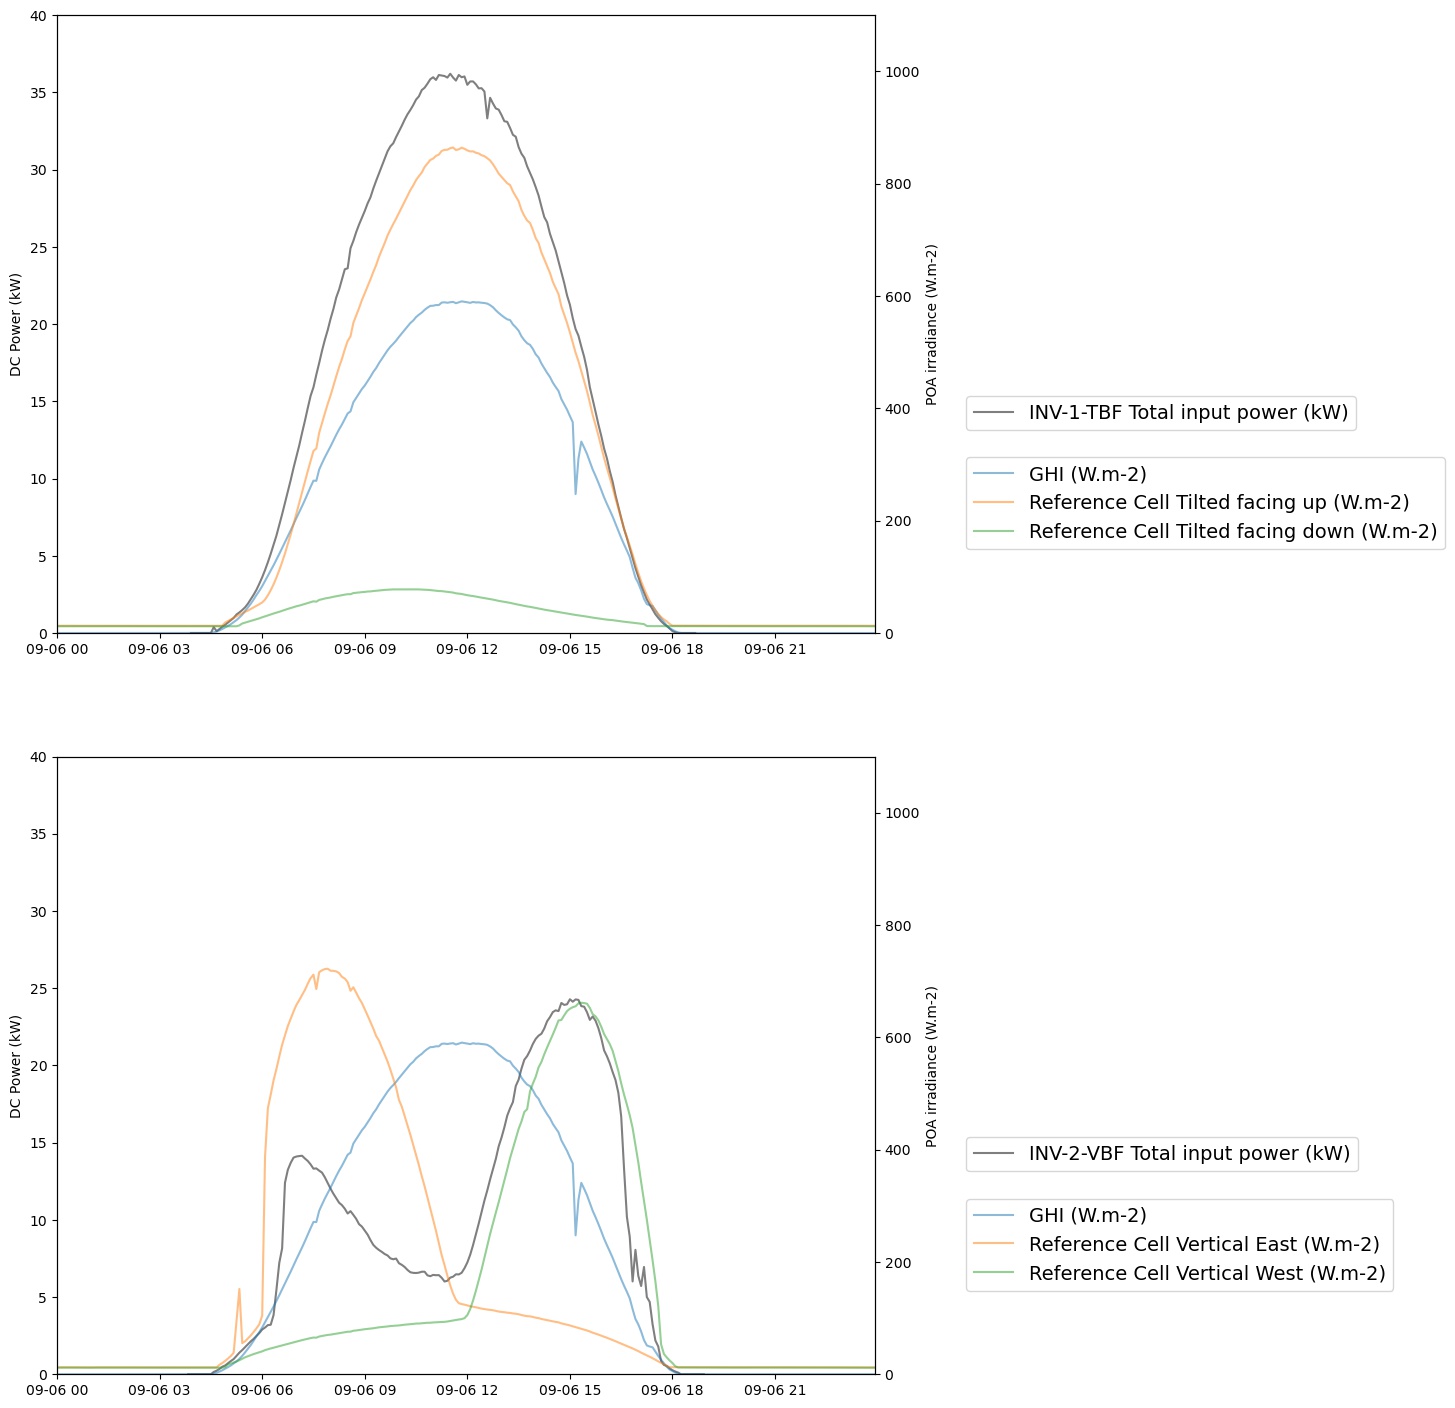 40
35
30
25
20
15
10
5
0
DC Power (kW)
1000
800
600
400
200
0
POA irradiance (W.m-2)
09-06 00 09-06 03 09-06 06 09-06 09 09-06 12 09-06 15 09-06 18 09-06 21
INV-1-TBF Total input power (kW)
GHI (W.m-2)
Reference Cell Tilted facing up (W.m-2)
Reference Cell Tilted facing down (W.m-2)
40
35
30
25
20
15
10
5
0
DC Power (kW)
1000
800
600
400
200
0
POA irradiance (W.m-2)
09-06 00 09-06 03 09-06 06 09-06 09 09-06 12 09-06 15 09-06 18 09-06 21
INV-2-VBF Total input power (kW)
GHI (W.m-2)
Reference Cell Vertical East (W.m-2)
Reference Cell Vertical West (W.m-2)